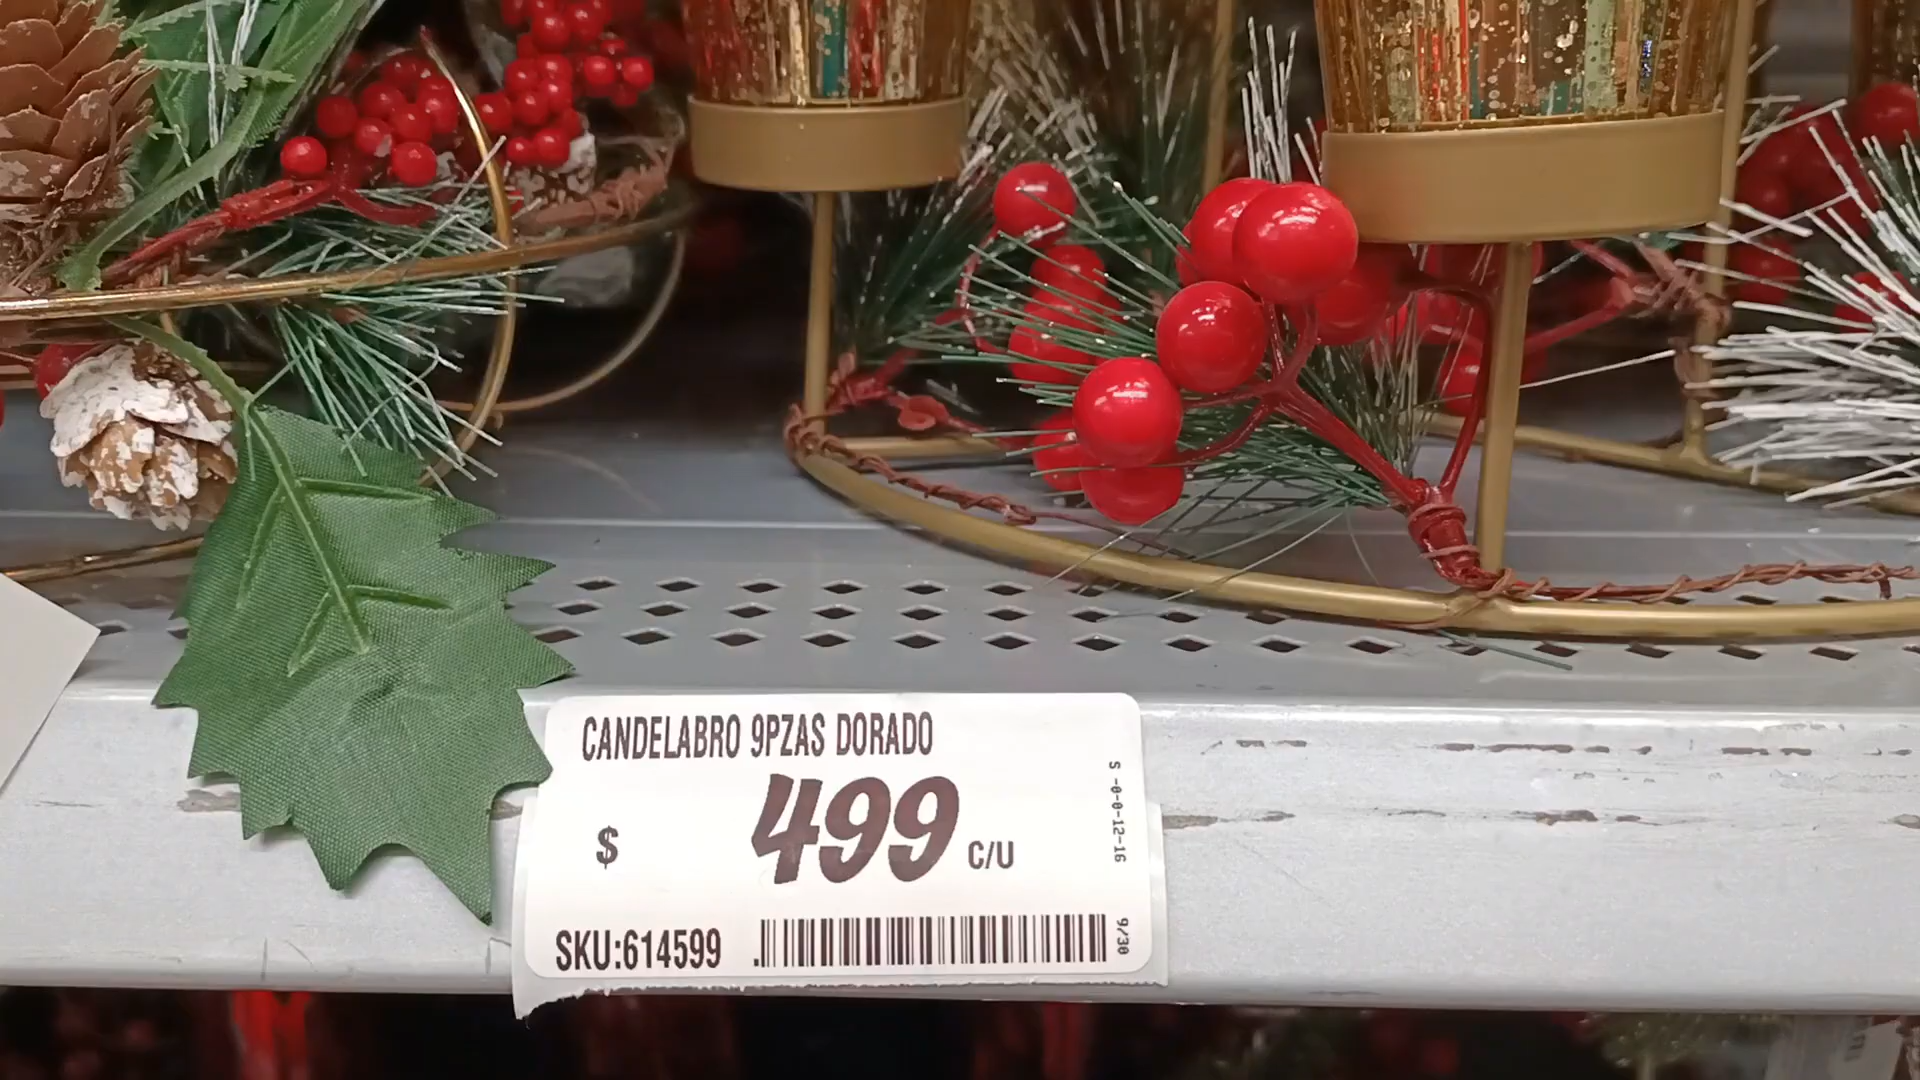 CANDELABRO 9PZAS DORADO
$ 499 C/U
SKU:614599
S -0-0-12-16
9/30